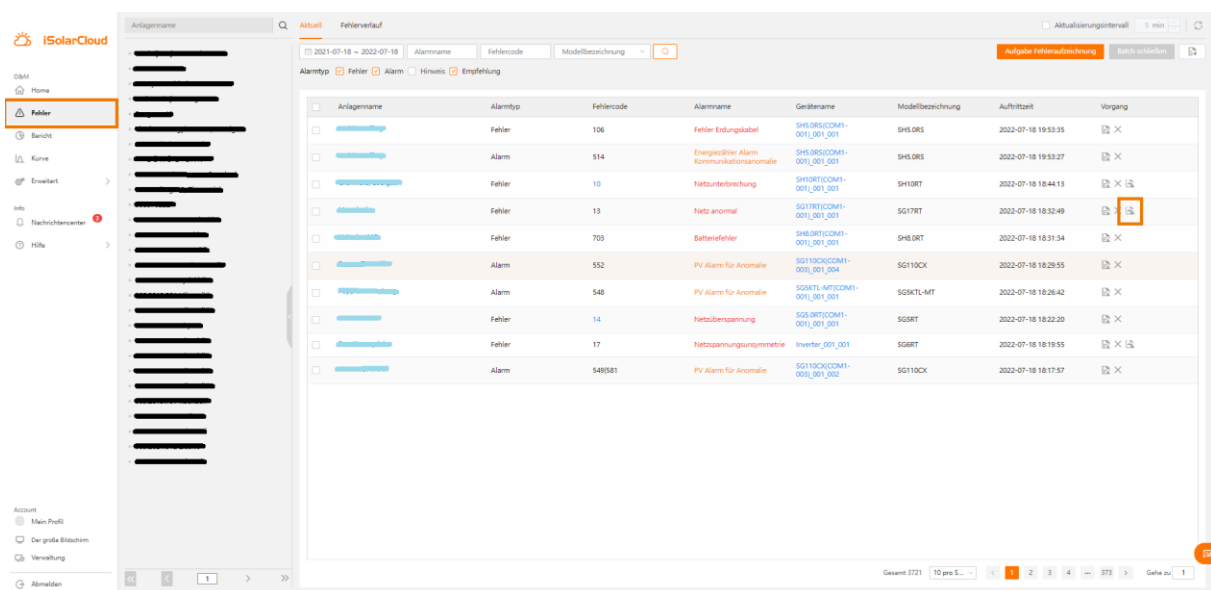 iSolarCloud
O&M
Home
Fehler
Bericht
Kurve
Erweitert
Info
Nachrichtencenter 2
Hilfe
Account
Mein Profil
Der große Bildschirm
Verwaltung
Abmelden
Anlagenname
1
Aktuell Fehlerverlauf
Aktualisierungsintervall 5 min
2021-07-18 ~ 2022-07-18 Alarmname Fehlercode Modellbezeichnung
Aufgabe Fehleraufzeichnung Batch schließen
Alarmtyp Fehler Alarm Hinweis Empfehlung
Anlagenname Alarmtyp Fehlercode Alarmname Gerätename Modellbezeichnung Auftrittzeit Vorgang
Fehler 106 Fehler Erdungskabel SH5.0RS(COM1-
001)_001_001 SH5.0RS 2022-07-18 19:53:35
Alarm 514 Energiezähler Alarm
Kommunikationsanomalie SH5.0RS(COM1-
001)_001_001 SH5.0RS 2022-07-18 19:53:27
Fehler 10 Netzunterbrechung SH10RT(COM1-
001)_001_001 SH10RT 2022-07-18 18:44:13
Fehler 13 Netz anormal SG17RT(COM1-
001)_001_001 SG17RT 2022-07-18 18:32:49
Fehler 703 Batteriefehler SH8.0RT(COM1-
001)_001_001 SH8.0RT 2022-07-18 18:31:34
Alarm 552 PV Alarm für Anomalie SG110CX(COM1-
003)_001_004 SG110CX 2022-07-18 18:29:55
Alarm 548 PV Alarm für Anomalie SG5KTL-MT(COM1-
001)_001_001 SG5KTL-MT 2022-07-18 18:26:42
Fehler 14 Netzüberspannung SG5.0RT(COM1-
001)_001_001 SG5RT 2022-07-18 18:22:20
Fehler 17 Netzspannungsunsymmetrie Inverter_001_001 SG6RT 2022-07-18 18:19:55
Alarm 549|581 PV Alarm für Anomalie SG110CX(COM1-
003)_001_002 SG110CX 2022-07-18 18:17:57
Gesamt 3721 10 pro S... 1 2 3 4 ... 373 Gehe zu 1